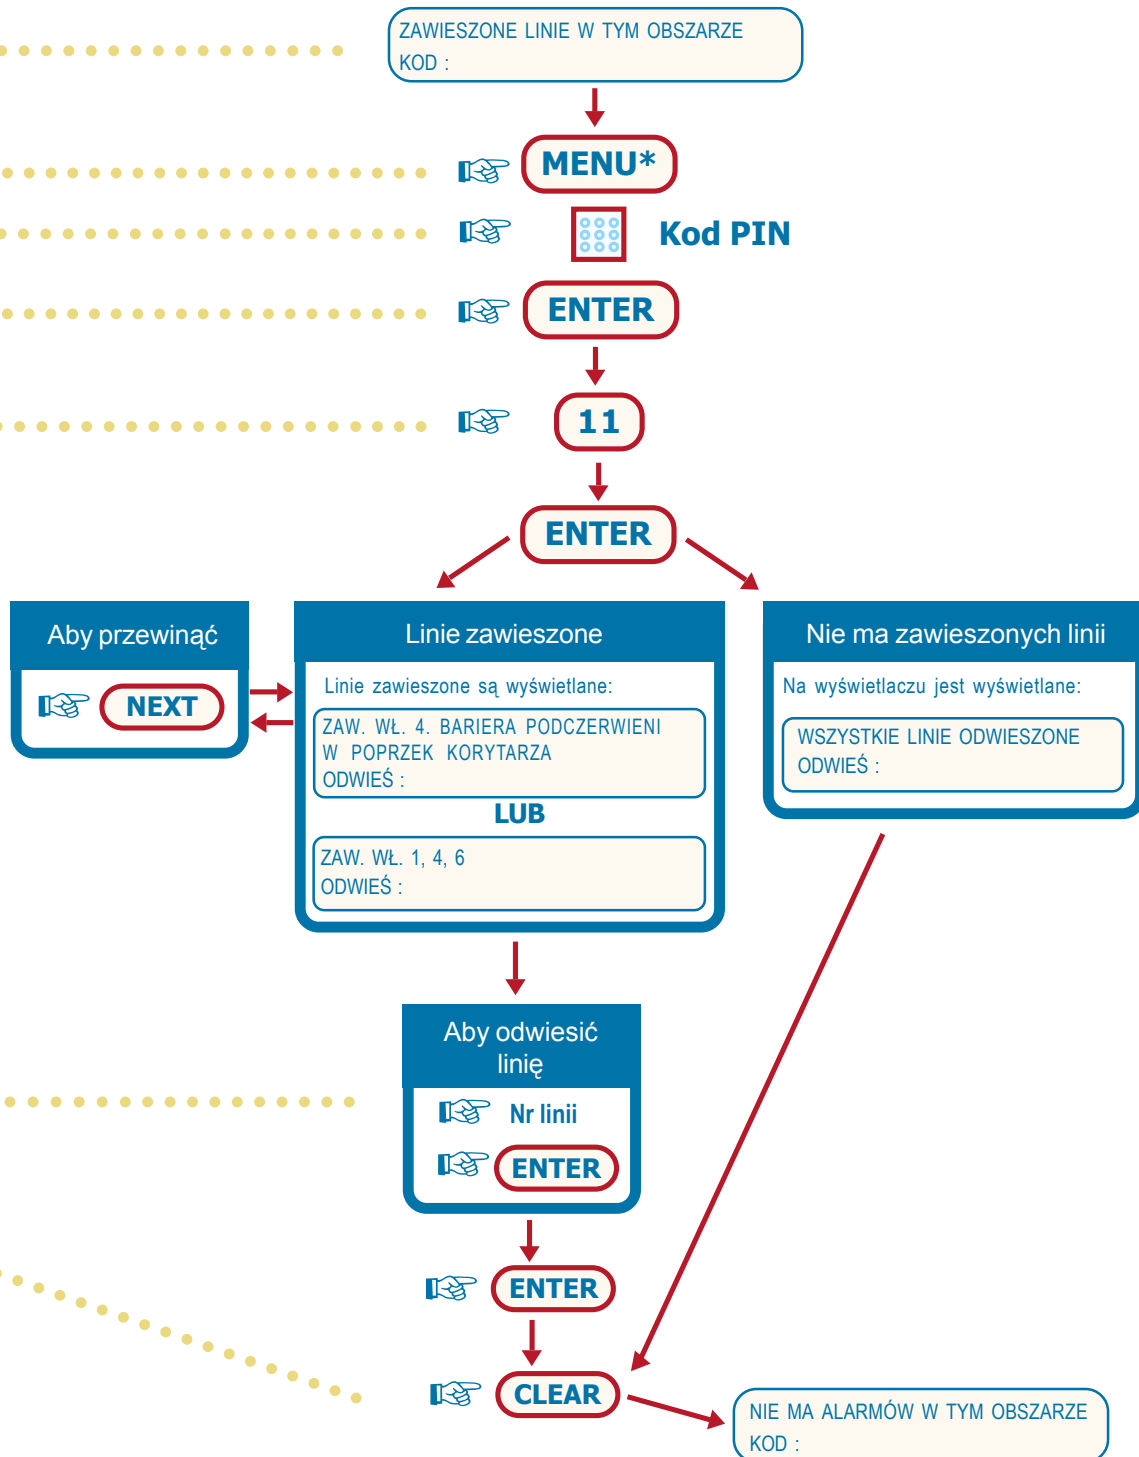 ZAWIESZONE LINIE W TYM OBSZARZE
KOD :
MENU*
Kod PIN
ENTER
11
ENTER
Aby przewinąć
NEXT
Linie zawieszone
Linie zawieszone są wyświetlane:
ZAW. WŁ. 4. BARIERA PODCZERWIENI
W POPRZEK KORYTARZA
ODWIEŚ :
LUB
ZAW. WŁ. 1, 4, 6
ODWIEŚ :
Nie ma zawieszonych linii
Na wyświetlaczu jest wyświetlane:
WSZYSTKIE LINIE ODWIESZONE
ODWIEŚ :
Aby odwiesić
linię
Nr linii
ENTER
ENTER
CLEAR
NIE MA ALARMÓW W TYM OBSZARZE
KOD :